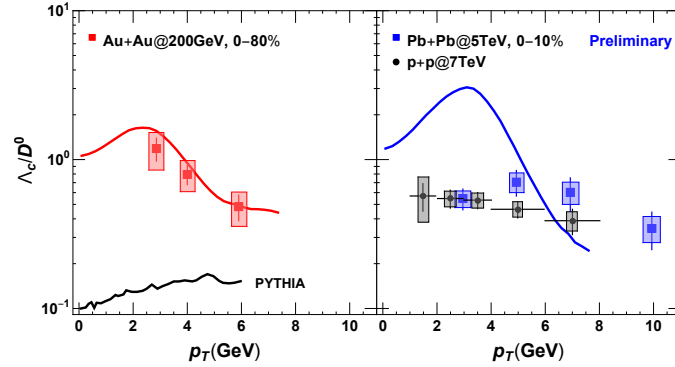 Au+Au@200GeV, 0−80%
Pb+Pb@5TeV, 0−10% Preliminary
p+p@7TeV
10¹
10⁰
10⁻¹
Λc/D⁰
PYTHIA
0 2 4 6 8 10
0 2 4 6 8 10
pT(GeV)
pT(GeV)